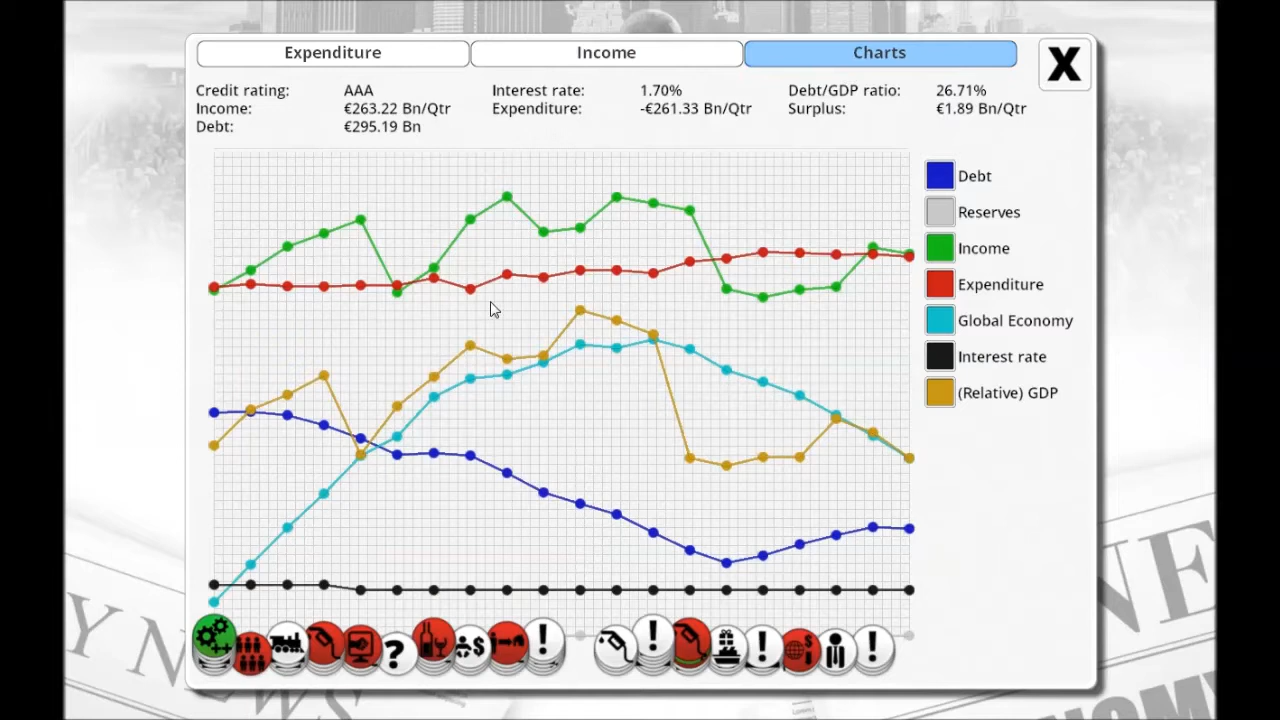 Expenditure
Income
Charts
X
Credit rating: AAA Interest rate: 1.70% Debt/GDP ratio: 26.71%
Income: €263.22 Bn/Qtr Expenditure: -€261.33 Bn/Qtr Surplus: €1.89 Bn/Qtr
Debt: €295.19 Bn
Debt
Reserves
Income
Expenditure
Global Economy
Interest rate
(Relative) GDP
? $ ! ! ! $ !
Y NEWS
NE